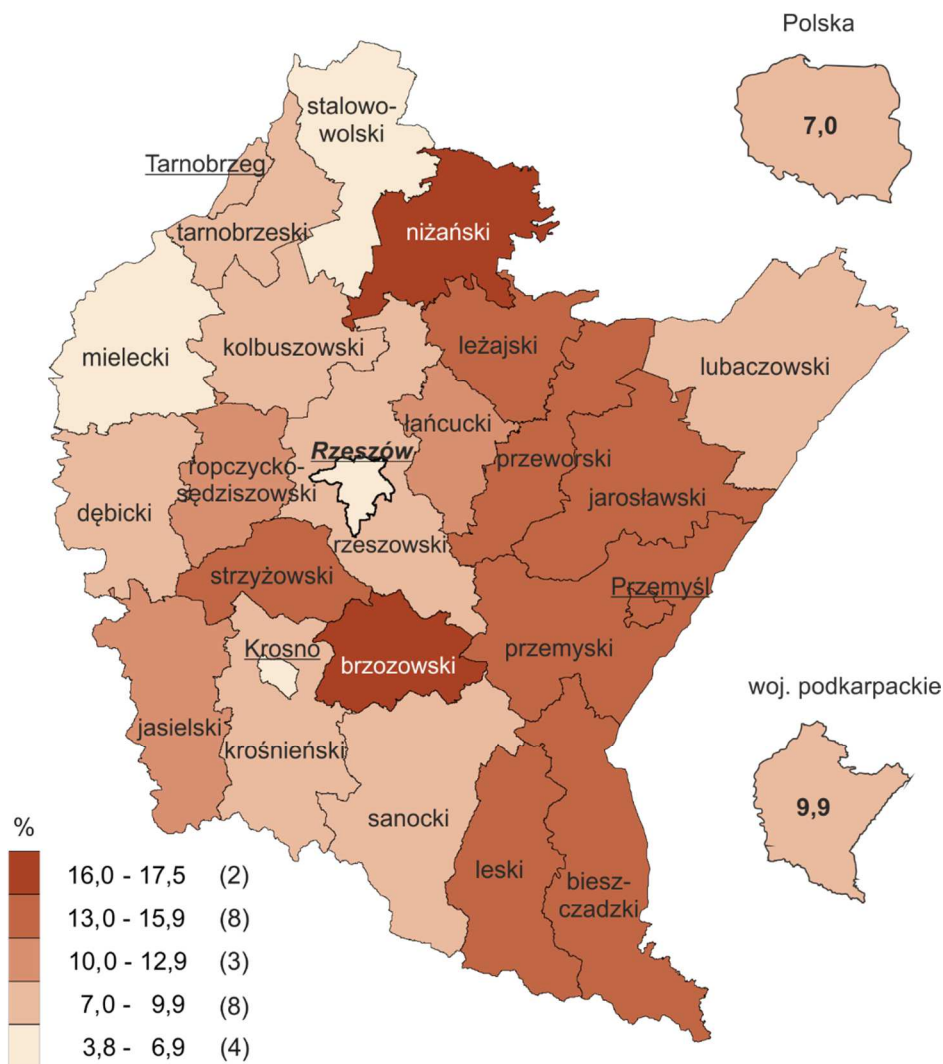 Polska
7,0
stalowo-
wolski
Tarnobrzeg
tarnobrzeski
niżański
mielecki
kolbuszowski
leżajski
lubaczowski
łańcucki
Rzeszów
ropczycko-
sędziszowski
przeworski
jarosławski
dębicki
rzeszowski
strzyżowski
Przemyśl
Krosno
brzozowski
przemyski
woj. podkarpackie
9,9
jasielski
krośnieński
sanocki
leski
biesz-
czadzki
%
16,0 - 17,5 (2)
13,0 - 15,9 (8)
10,0 - 12,9 (3)
7,0 - 9,9 (8)
3,8 - 6,9 (4)